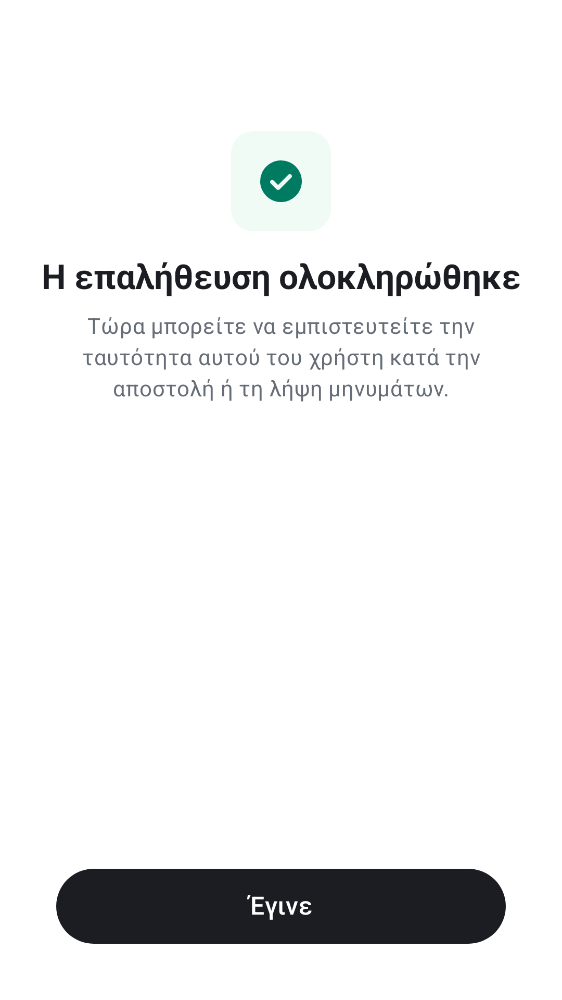 Η επαλήθευση ολοκληρώθηκε
Τώρα μπορείτε να εμπιστευτείτε την
ταυτότητα αυτού του χρήστη κατά την
αποστολή ή τη λήψη μηνυμάτων.
Έγινε